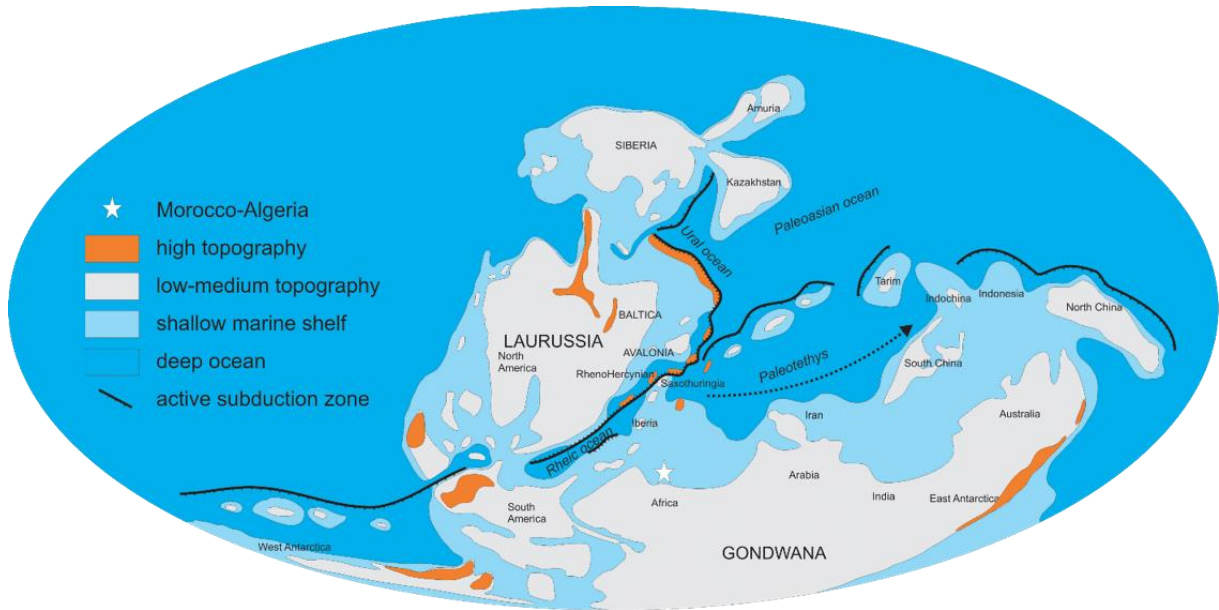 Amuria
SIBERIA
Kazakhstan
Paleoasian ocean
Ural ocean
Morocco-Algeria
high topography
low-medium topography
shallow marine shelf
deep ocean
active subduction zone
Tarim
Indochina
Indonesia
North China
BALTICA
LAURUSSIA
North
America
AVALONIA
RhenoHercynian
Saxothuringia
Paleotethys
South China
Iberia
Rheic ocean
Iran
Australia
Africa
Arabia
India
East Antarctica
South
America
West Antarctica
GONDWANA